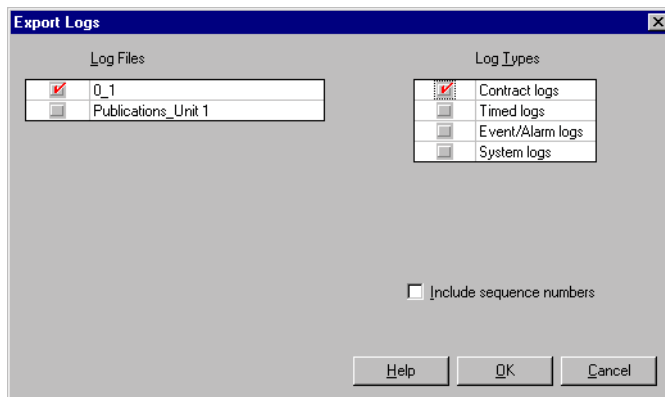 Export Logs
Log Files
0_1
Publications_Unit 1
Log Types
Contract logs
Timed logs
Event/Alarm logs
System logs
Include sequence numbers
Help
OK
Cancel